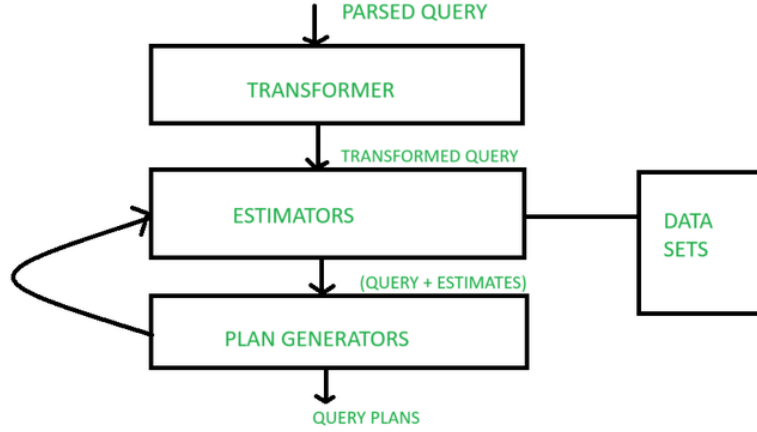 PARSED QUERY
TRANSFORMER
TRANSFORMED QUERY
ESTIMATORS
DATA
SETS
(QUERY + ESTIMATES)
PLAN GENERATORS
QUERY PLANS